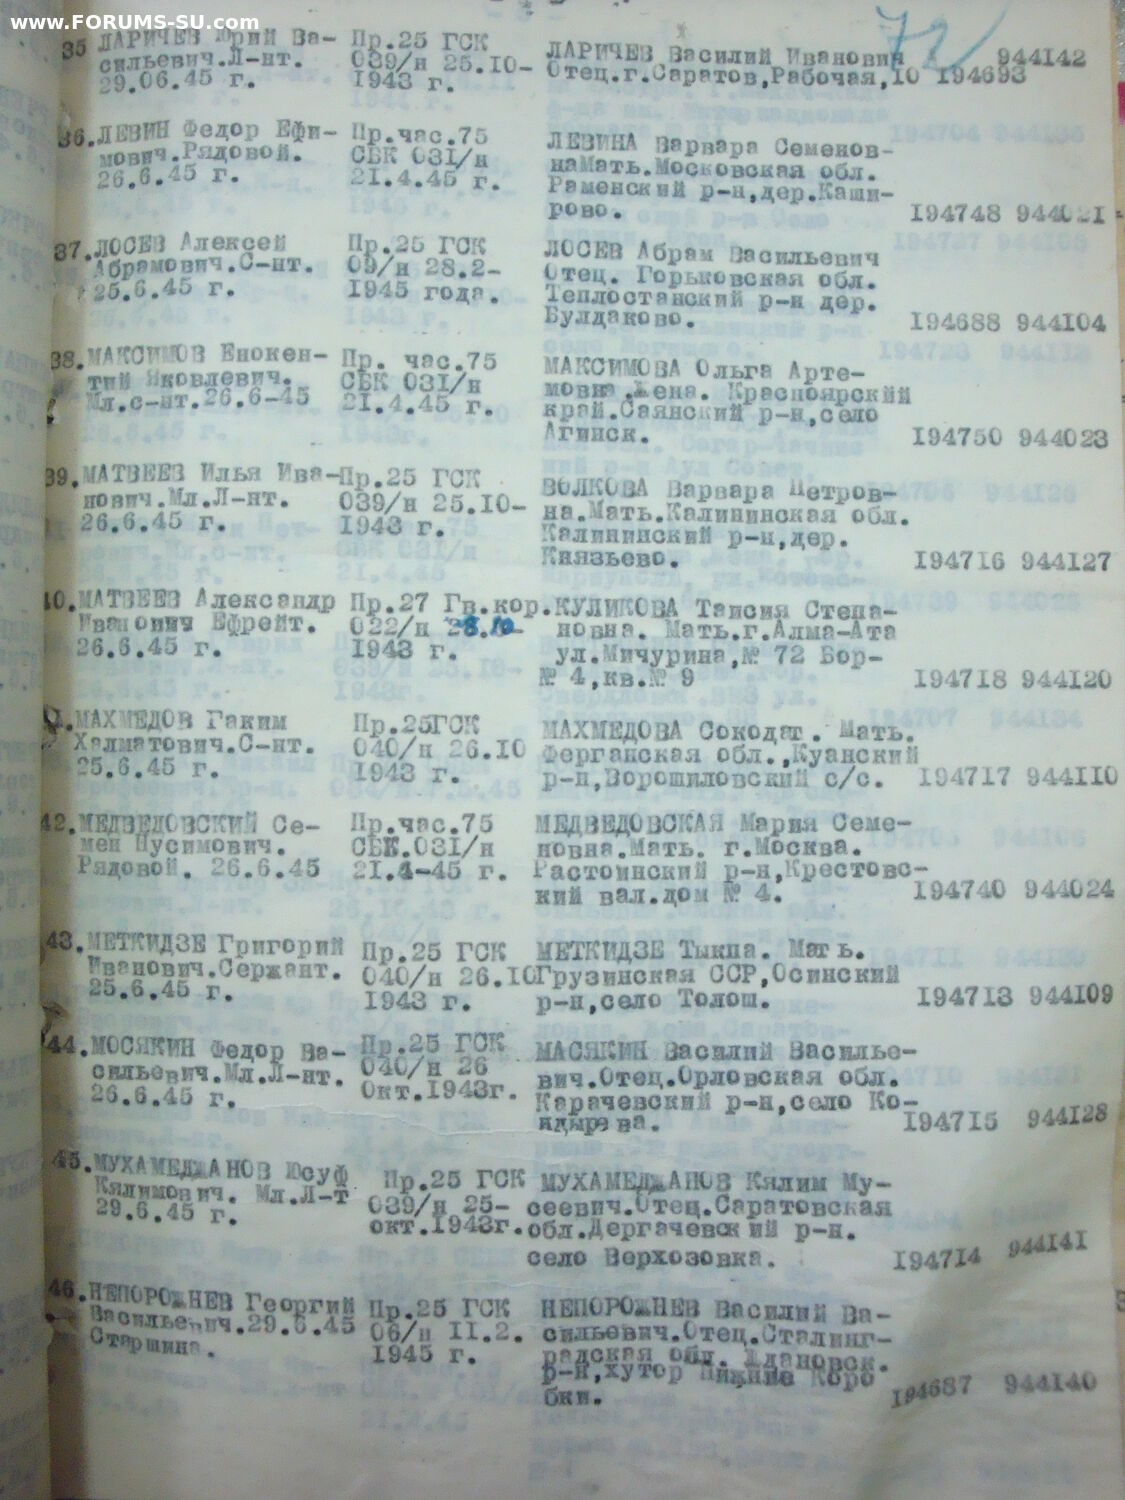 www.FORUMS-SU.com
72
35 ЛАРИЧЕВ Юрий Ва-
сильевич.Л-нт.
29.06.45 г.
Пр.25 ГСК
039/н 25.10-
1943 г.
ЛАРИЧЕВ Василий Иванович 944142
Отец.г.Саратов,Рабочая,10 194693
36.ЛЕВИН Федор Ефи-
мович.Рядовой.
26.6.45 г.
Пр.час.75
СБК 031/н
21.4.45 г.
ЛЕВИНА Варвара Семенов-
наМать.Московская обл.
Раменский р-н,дер.Каши-
рово. 194748 944021
37.ЛОСЕВ Алексей
Абрамович.С-нт.
25.6.45 г.
Пр.25 ГСК
09/н 28.2-
1945 года.
ЛОСЕВ Абрам Васильевич
Отец. Горьковская обл.
Теплостанский р-н дер.
Булдаково. 194688 944104
38.МАКСИМОВ Енокен-
тий Яковлевич.
Мл.с-нт.26.6-45
Пр. час.75
СБК 031/н
21.4.45 г.
МАКСИМОВА Ольга Арте-
мовна.Жена. Красноярский
край.Саянский р-н,село
Агинск. 194750 944023
39.МАТВЕЕВ Илья Ива-
нович.Мл.Л-нт.
26.6.45 г.
Пр.25 ГСК
039/н 25.10-
1943 г.
ВОЛКОВА Варвара Петров-
на.Мать.Калининская обл.
Калининский р-н,дер.
Князьево. 194716 944127
40.МАТВЕЕВ Александр
Иванович Ефрейт.
26.6.45 г.
Пр.27 Гв.кор.
022/н 28.10-
1943 г.
КУЛИКОВА Таисия Степа-
новна. Мать.г.Алма-Ата
ул.Мичурина,№ 72 Бор-
№ 4,кв.№ 9 194718 944120
41.МАХМЕДОВ Гаким
Халматович.С-нт.
25.6.45 г.
Пр.25ГСК
040/н 26.10
1943 г.
МАХМЕДОВА Сокодат. Мать.
Ферганская обл.,Куанский
р-н,Ворошиловский с/с. 194717 944110
42.МЕДВЕДОВСКИЙ Се-
мен Нусимович.
Рядовой. 26.6.45
Пр.час.75
СБК.031/н
21.4-45 г.
МЕДВЕДОВСКАЯ Мария Семе-
новна.Мать. г.Москва.
Растоинский р-н,Крестовс-
кий вал.дом № 4. 194740 944024
43.МЕТКИДЗЕ Григорий
Иванович.Сержант.
25.6.45 г.
Пр.25 ГСК
040/н 26.10
1943 г.
МЕТКИДЗЕ Тыкна. Мать.
Грузинская ССР,Осинский
р-н,село Толош. 194713 944109
44.МОСЯКИН Федор Ва-
сильевич.Мл.Л-нт.
26.6.45 г.
Пр.25 ГСК
040/н 26
Окт.1943г.
МАСЯКИН Василий Василье-
вич.Отец.Орловская обл.
Карачевский р-н,село Ко-
ндырева. 194715 944128
45.МУХАМЕДЖАНОВ Юсуф
Кялимович. Мл.Л-т
29.6.45 г.
Пр.25 ГСК
039/н 25-
окт.1943г.
МУХАМЕДЖАНОВ Кялим Му-
сеевич.Отец.Саратовская
обл.Дергачевский р-н.
село Верхозовка. 194714 944141
46.НЕПОРОЖНЕВ Георгий
Васильевич.29.6.45
Старшина.
Пр.25 ГСК
06/н 11.2.
1945 г.
НЕПОРОЖНЕВ Василий Ва-
сильевич.Отец.Сталинг-
радская обл. Ждановск.
р-н,хутор Нижние Коро
бки. 194687 944140